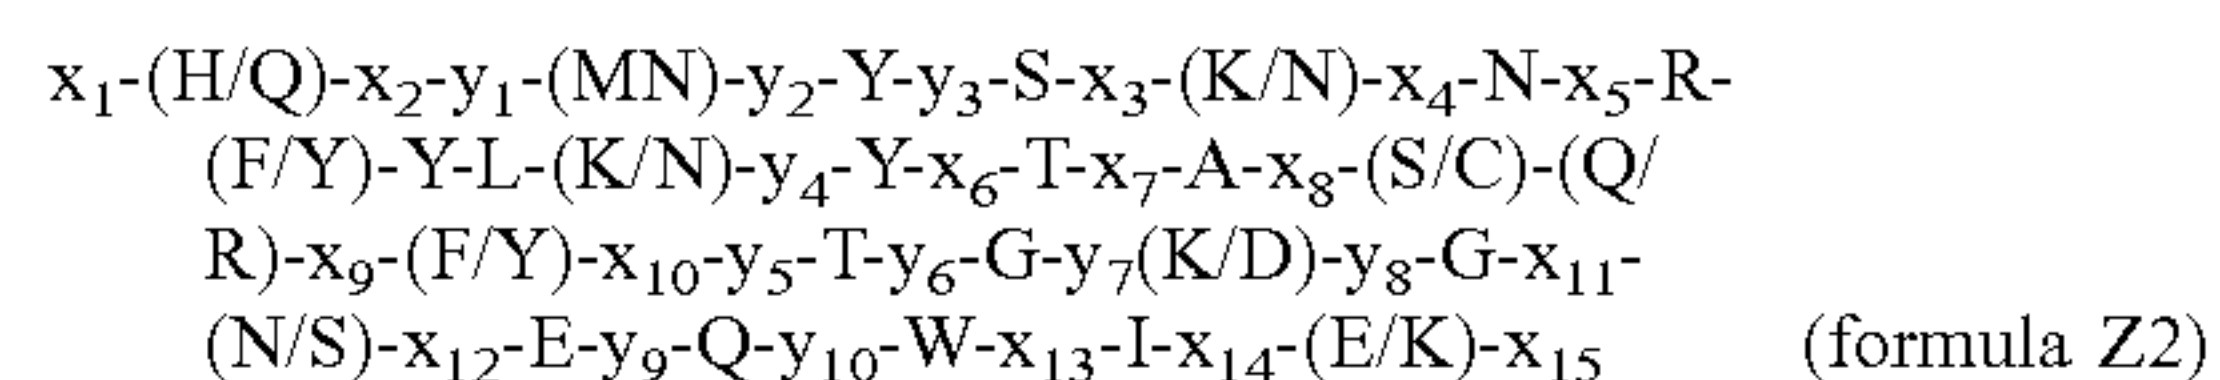 x₁-(H/Q)-x₂-y₁-(MN)-y₂-Y-y₃-S-x₃-(K/N)-x₄-N-x₅-R-
(F/Y)-Y-L-(K/N)-y₄-Y-x₆-T-x₇-A-x₈-(S/C)-(Q/
R)-x₉-(F/Y)-x₁₀-y₅-T-y₆-G-y₇(K/D)-y₈-G-x₁₁-
(N/S)-x₁₂-E-y₉-Q-y₁₀-W-x₁₃-I-x₁₄-(E/K)-x₁₅ (formula Z2)